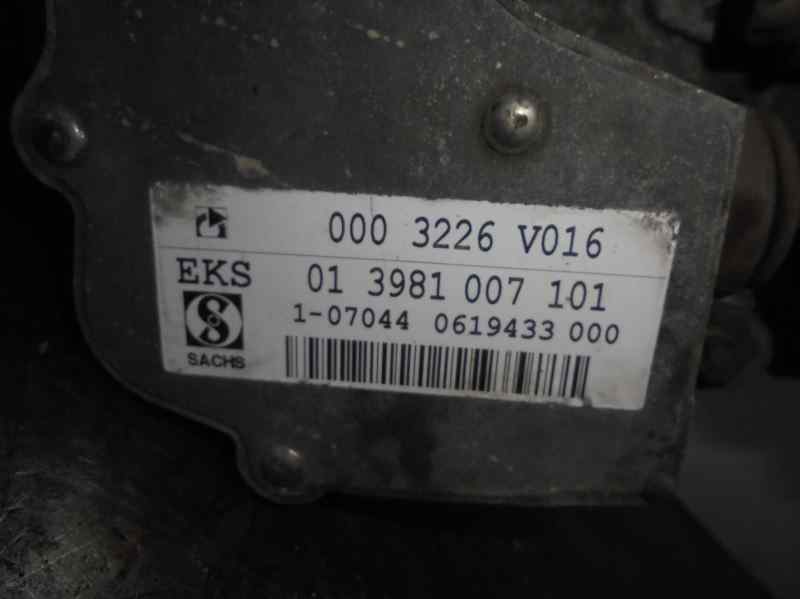 000 3226 V016
EKS 01 3981 007 101
1-07044 0619433 000
SACHS